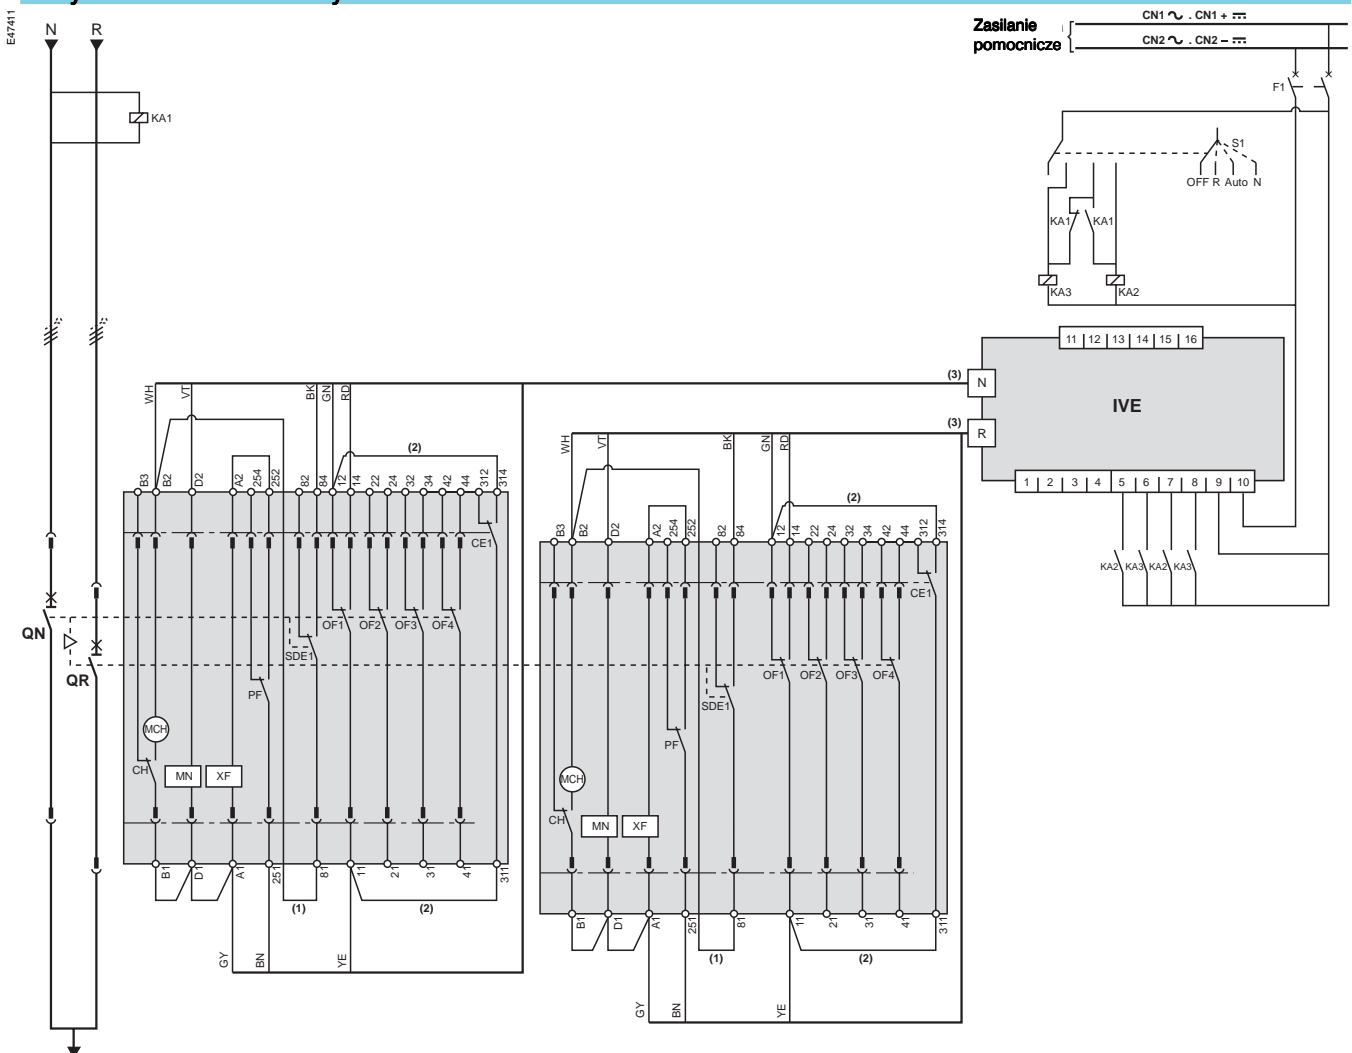 E47411
N R
KA1
Zasilanie
pomocnicze
CN1 ∿ . CN1 + ⎓
CN2 ∿ . CN2 – ⎓
F1
S1
OFF R Auto N
KA1 KA1
KA3 KA2
11 12 13 14 15 16
(3) N
IVE
(3) R
1 2 3 4 5 6 7 8 9 10
KA2 KA3 KA2 KA3
WH VT BK GN RD
(2)
B3 B2 D2 A2 254 252 82 84 12 14 22 24 32 34 42 44 312 314
CE1
OF1 OF2 OF3 OF4
SDE1
PF
MCH
CH MN XF
B1 D1 A1 251 81 11 21 31 41 311
(1) (2)
GY BN YE
QN
QR
WH VT BK GN RD
(2)
B3 B2 D2 A2 254 252 82 84 12 14 22 24 32 34 42 44 312 314
CE1
OF1 OF2 OF3 OF4
SDE1
PF
MCH
CH MN XF
B1 D1 A1 251 81 11 21 31 41 311
(1) (2)
GY BN YE